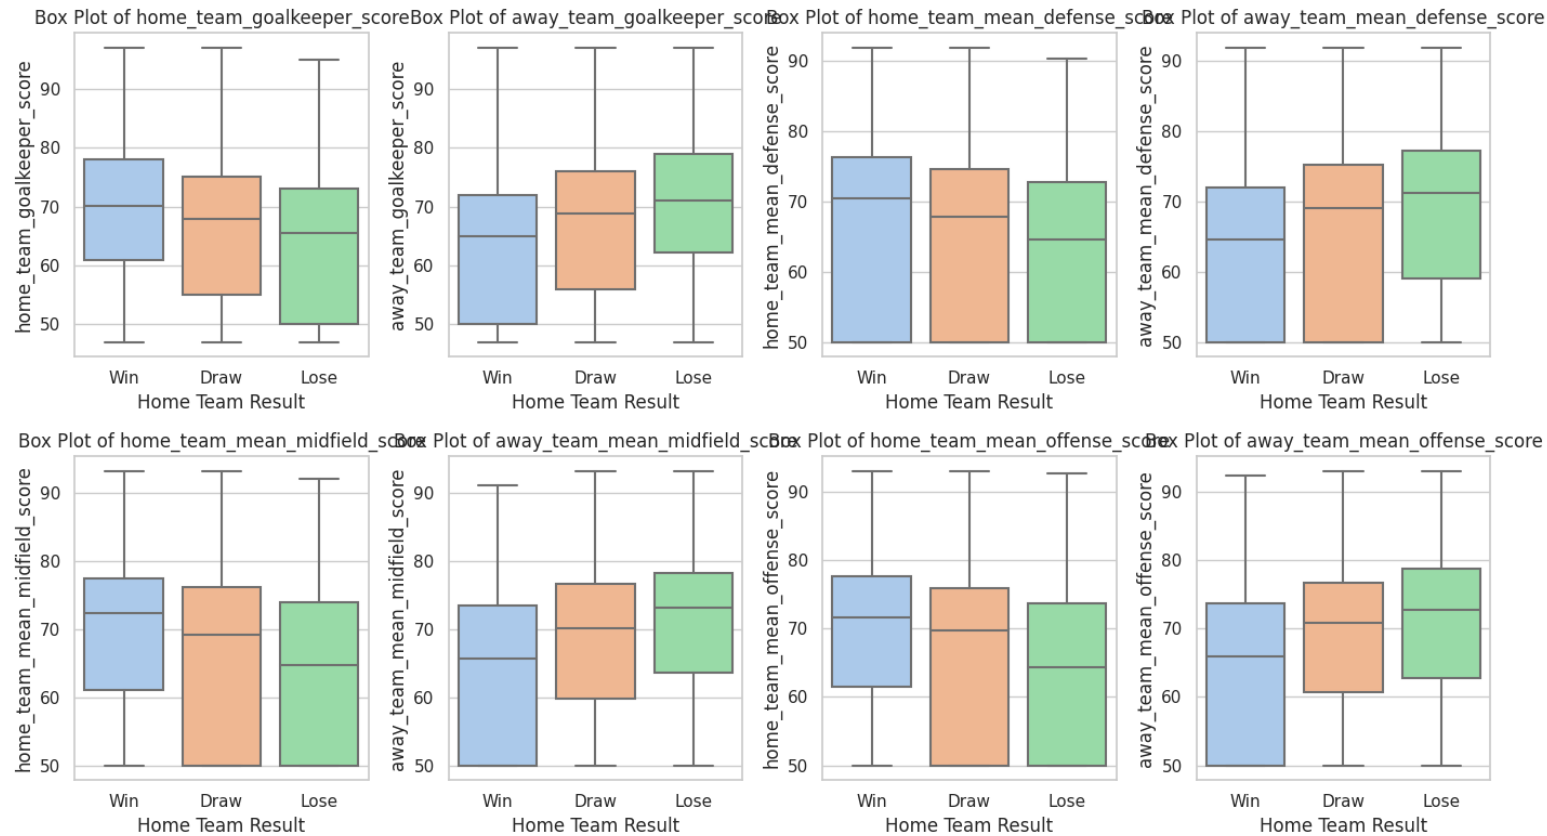 Box Plot of home_team_goalkeeper_score
home_team_goalkeeper_score
90
80
70
60
50
Win Draw Lose
Home Team Result
Box Plot of away_team_goalkeeper_score
away_team_goalkeeper_score
90
80
70
60
50
Win Draw Lose
Home Team Result
Box Plot of home_team_mean_defense_score
home_team_mean_defense_score
90
80
70
60
50
Win Draw Lose
Home Team Result
Box Plot of away_team_mean_defense_score
away_team_mean_defense_score
90
80
70
60
50
Win Draw Lose
Home Team Result
Box Plot of home_team_mean_midfield_score
home_team_mean_midfield_score
90
80
70
60
50
Win Draw Lose
Home Team Result
Box Plot of away_team_mean_midfield_score
away_team_mean_midfield_score
90
80
70
60
50
Win Draw Lose
Home Team Result
Box Plot of home_team_mean_offense_score
home_team_mean_offense_score
90
80
70
60
50
Win Draw Lose
Home Team Result
Box Plot of away_team_mean_offense_score
away_team_mean_offense_score
90
80
70
60
50
Win Draw Lose
Home Team Result